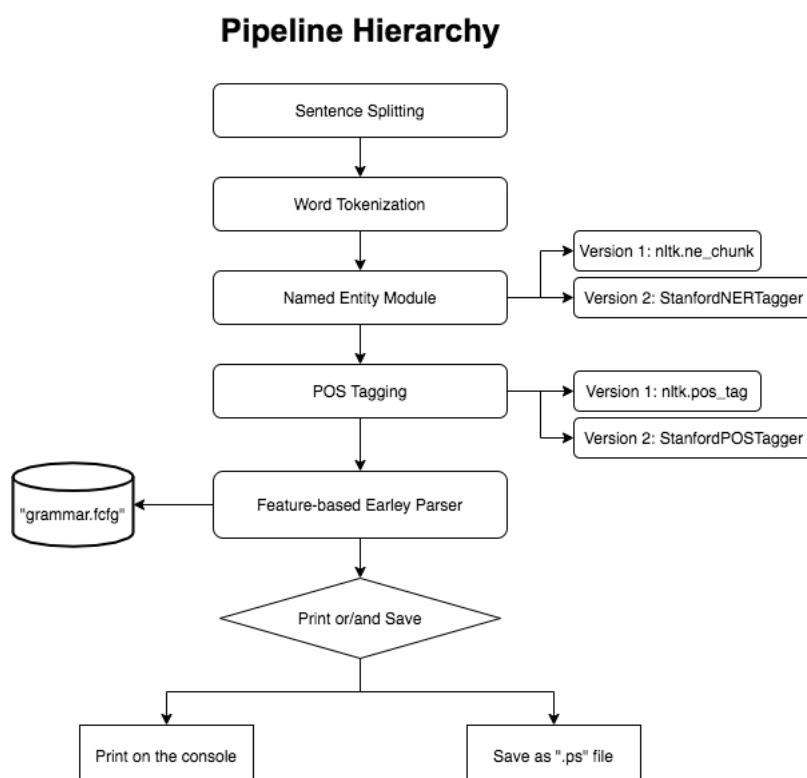 Pipeline Hierarchy
Sentence Splitting
Word Tokenization
Version 1: nltk.ne_chunk
Named Entity Module
Version 2: StanfordNERTagger
POS Tagging
Version 1: nltk.pos_tag
Version 2: StanfordPOSTagger
"grammar.fcfg"
Feature-based Earley Parser
Print or/and Save
Print on the console
Save as ".ps" file